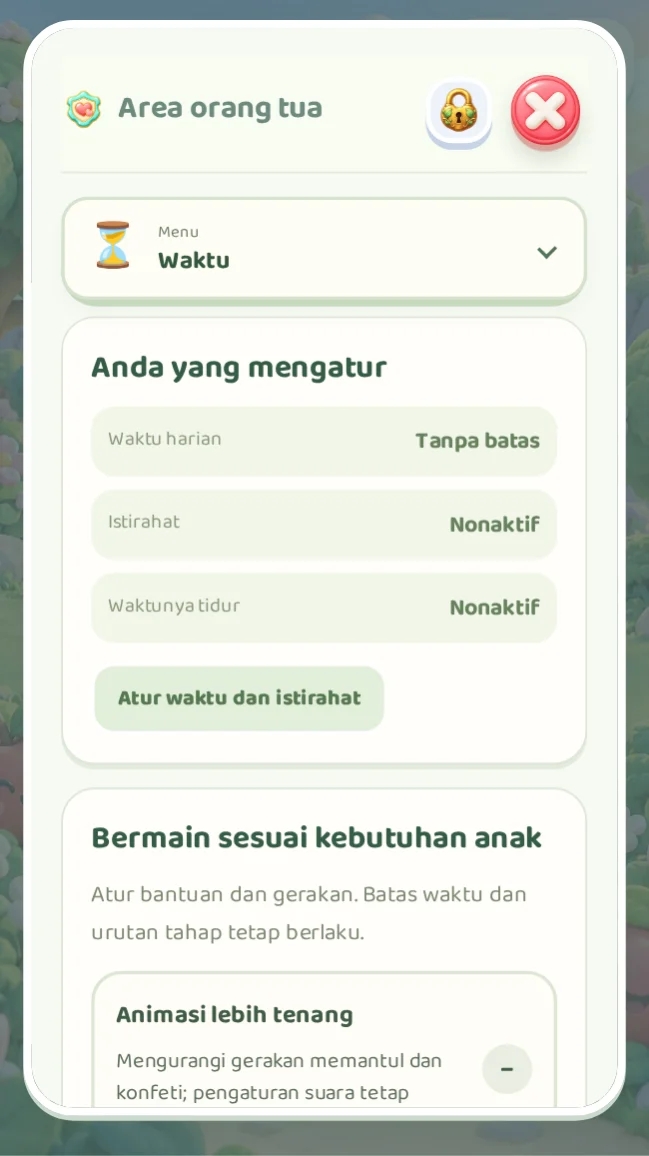 Area orang tua
Menu
Waktu
Anda yang mengatur
Waktu harian
Tanpa batas
Istirahat
Nonaktif
Waktunya tidur
Nonaktif
Atur waktu dan istirahat
Bermain sesuai kebutuhan anak
Atur bantuan dan gerakan. Batas waktu dan
urutan tahap tetap berlaku.
Animasi lebih tenang
Mengurangi gerakan memantul dan
konfeti; pengaturan suara tetap